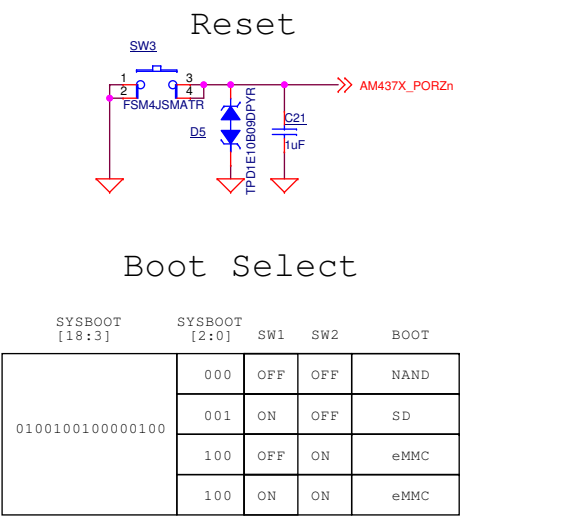 Reset
SW3
1 3
2 4
FSM4JSMATR
AM437X_PORZn
D5
TPD1E10B09DPYR
C21
1uF
Boot Select
SYSBOOT SYSBOOT
[18:3] [2:0] SW1 SW2 BOOT
000 OFF OFF NAND
001 ON OFF SD
0100100100000100
100 OFF ON eMMC
100 ON ON eMMC